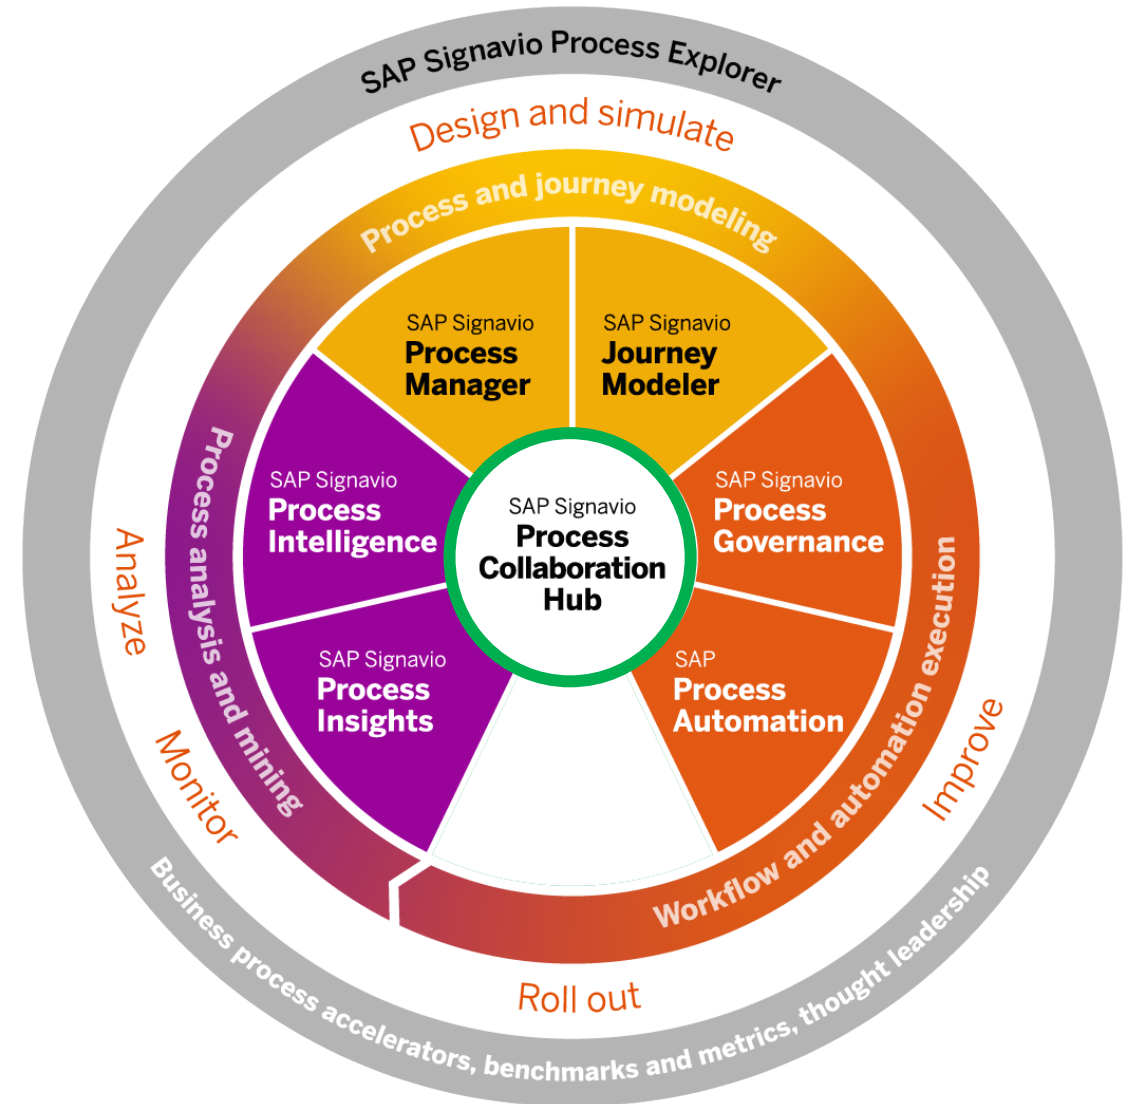 SAP Signavio Process Explorer
Design and simulate
Process and journey modeling
SAP Signavio
Process
Manager
SAP Signavio
Journey
Modeler
SAP Signavio
Process
Intelligence
SAP Signavio
Process
Governance
SAP Signavio
Process
Collaboration
Hub
SAP Signavio
Process
Insights
SAP
Process
Automation
Process analysis and mining
Workflow and automation execution
Analyze
Monitor
Improve
Roll out
Business process accelerators, benchmarks and metrics, thought leadership